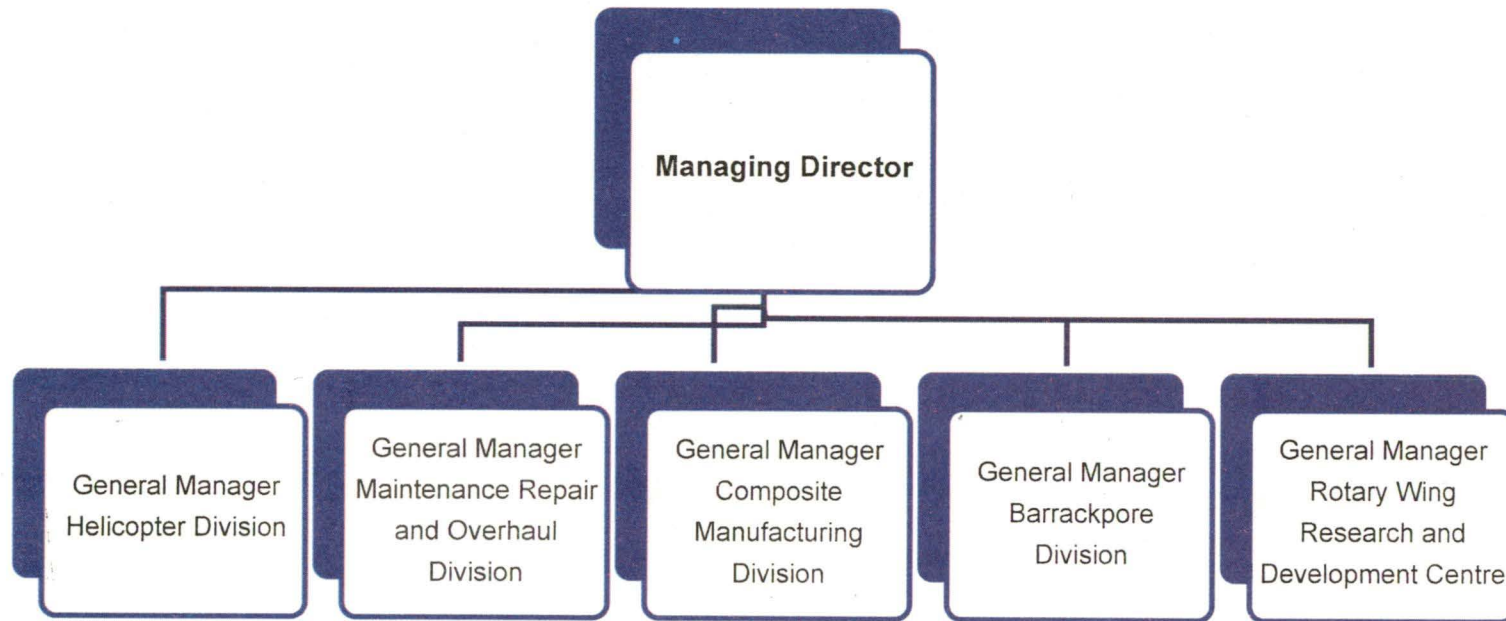 Managing Director
General Manager
Helicopter Division
General Manager
Maintenance Repair
and Overhaul
Division
General Manager
Composite
Manufacturing
Division
General Manager
Barrackpore
Division
General Manager
Rotary Wing
Research and
Development Centre